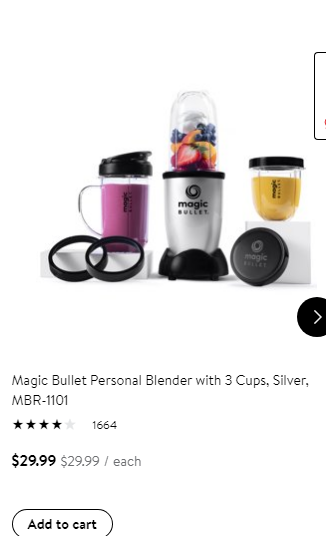 magic
BULLET
magic
BULLET
Magic Bullet Personal Blender with 3 Cups, Silver,
MBR-1101
1664
$29.99 $29.99 / each
Add to cart